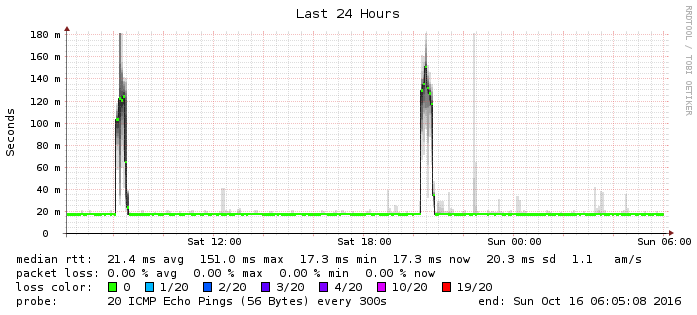 Last 24 Hours
RRDTOOL / TOBI OETIKER
Seconds
180 m
160 m
140 m
120 m
100 m
80 m
60 m
40 m
20 m
0
Sat 12:00 Sat 18:00 Sun 00:00 Sun 06:00
median rtt: 21.4 ms avg 151.0 ms max 17.3 ms min 17.3 ms now 20.3 ms sd 1.1 am/s
packet loss: 0.00 % avg 0.00 % max 0.00 % min 0.00 % now
loss color: 0 1/20 2/20 3/20 4/20 10/20 19/20
probe: 20 ICMP Echo Pings (56 Bytes) every 300s end: Sun Oct 16 06:05:08 2016